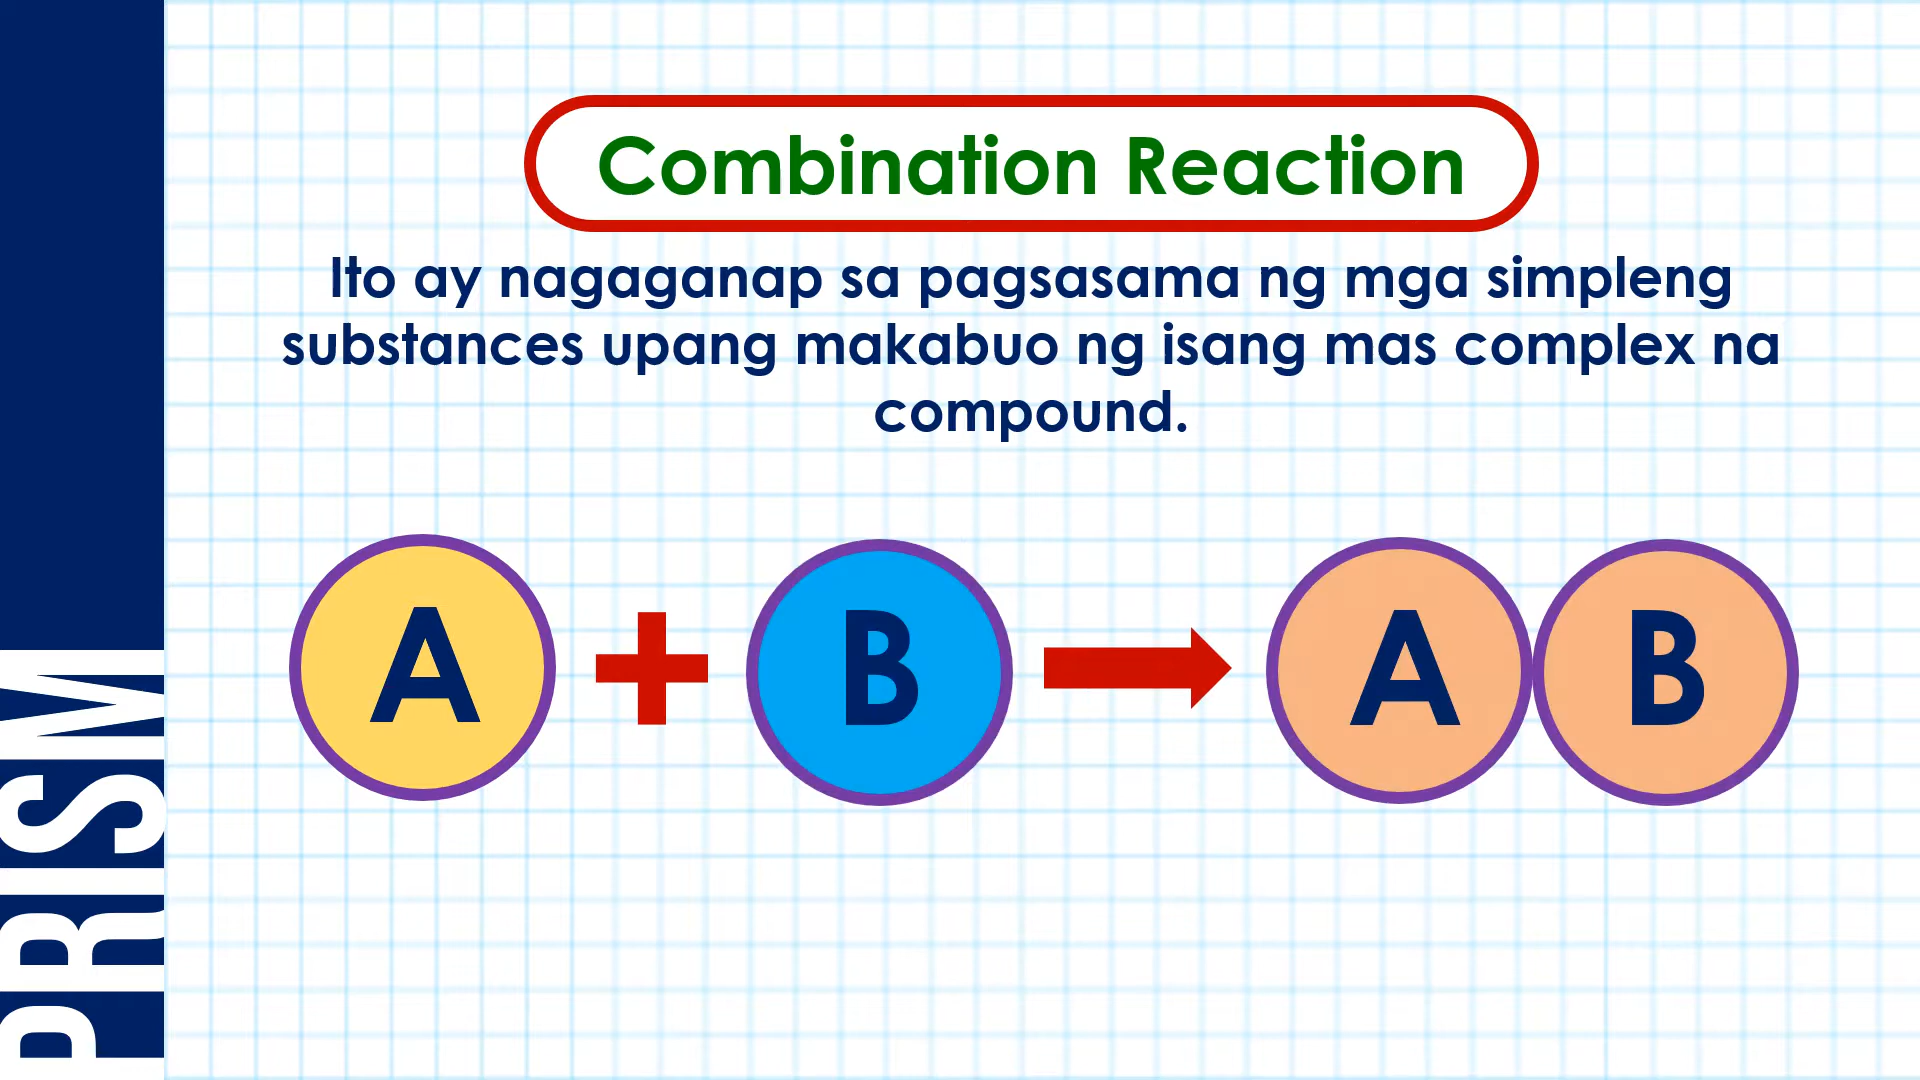 Combination Reaction
Ito ay nagaganap sa pagsasama ng mga simpleng
substances upang makabuo ng isang mas complex na
compound.
A + B → A B
PRISM